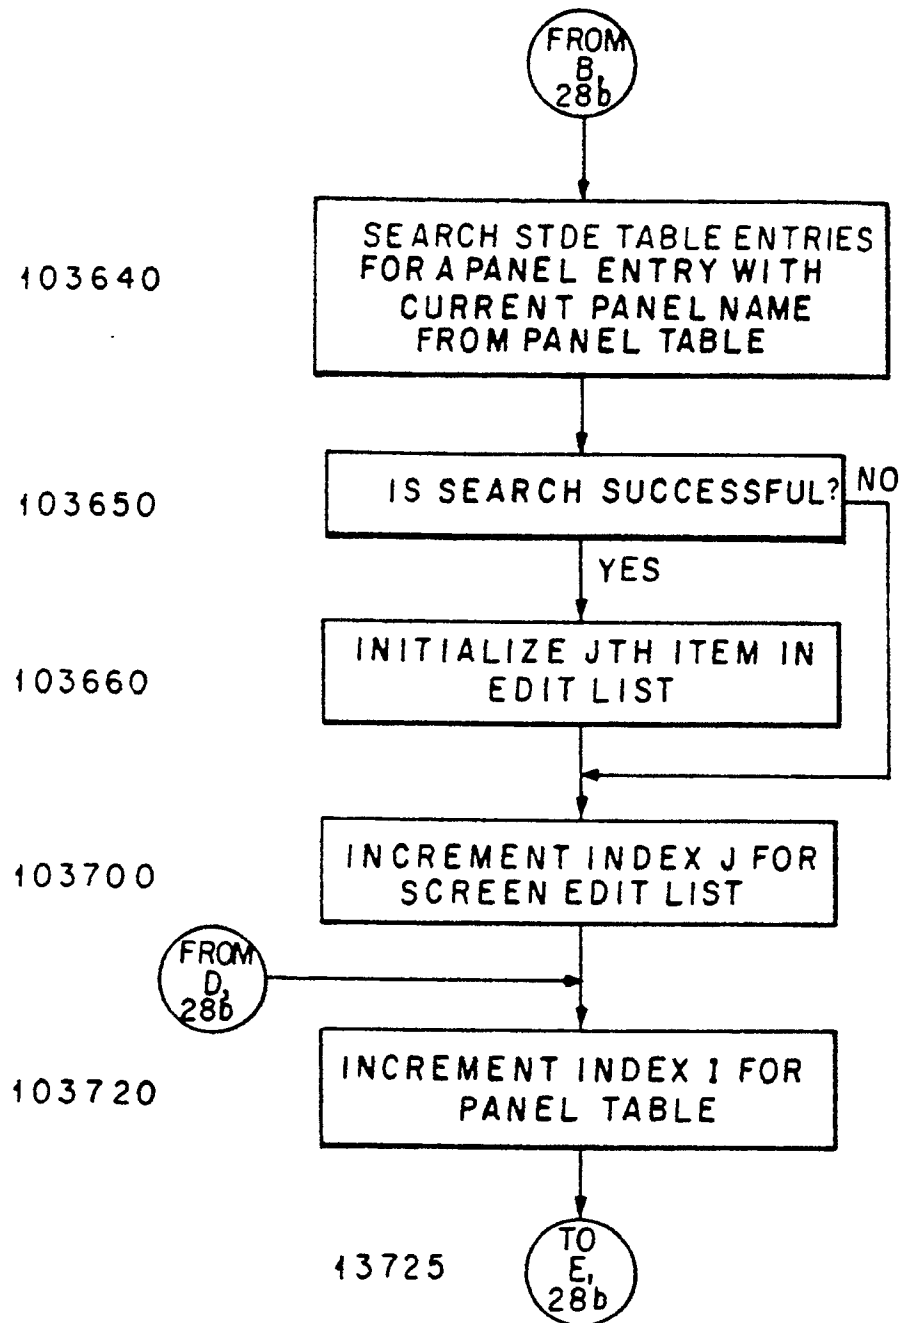 FROM
B,
28b
103640
SEARCH STDE TABLE ENTRIES
FOR A PANEL ENTRY WITH
CURRENT PANEL NAME
FROM PANEL TABLE
103650
IS SEARCH SUCCESSFUL?
NO
YES
103660
INITIALIZE JTH ITEM IN
EDIT LIST
103700
INCREMENT INDEX J FOR
SCREEN EDIT LIST
FROM
D,
28b
103720
INCREMENT INDEX I FOR
PANEL TABLE
13725
TO
E,
28b